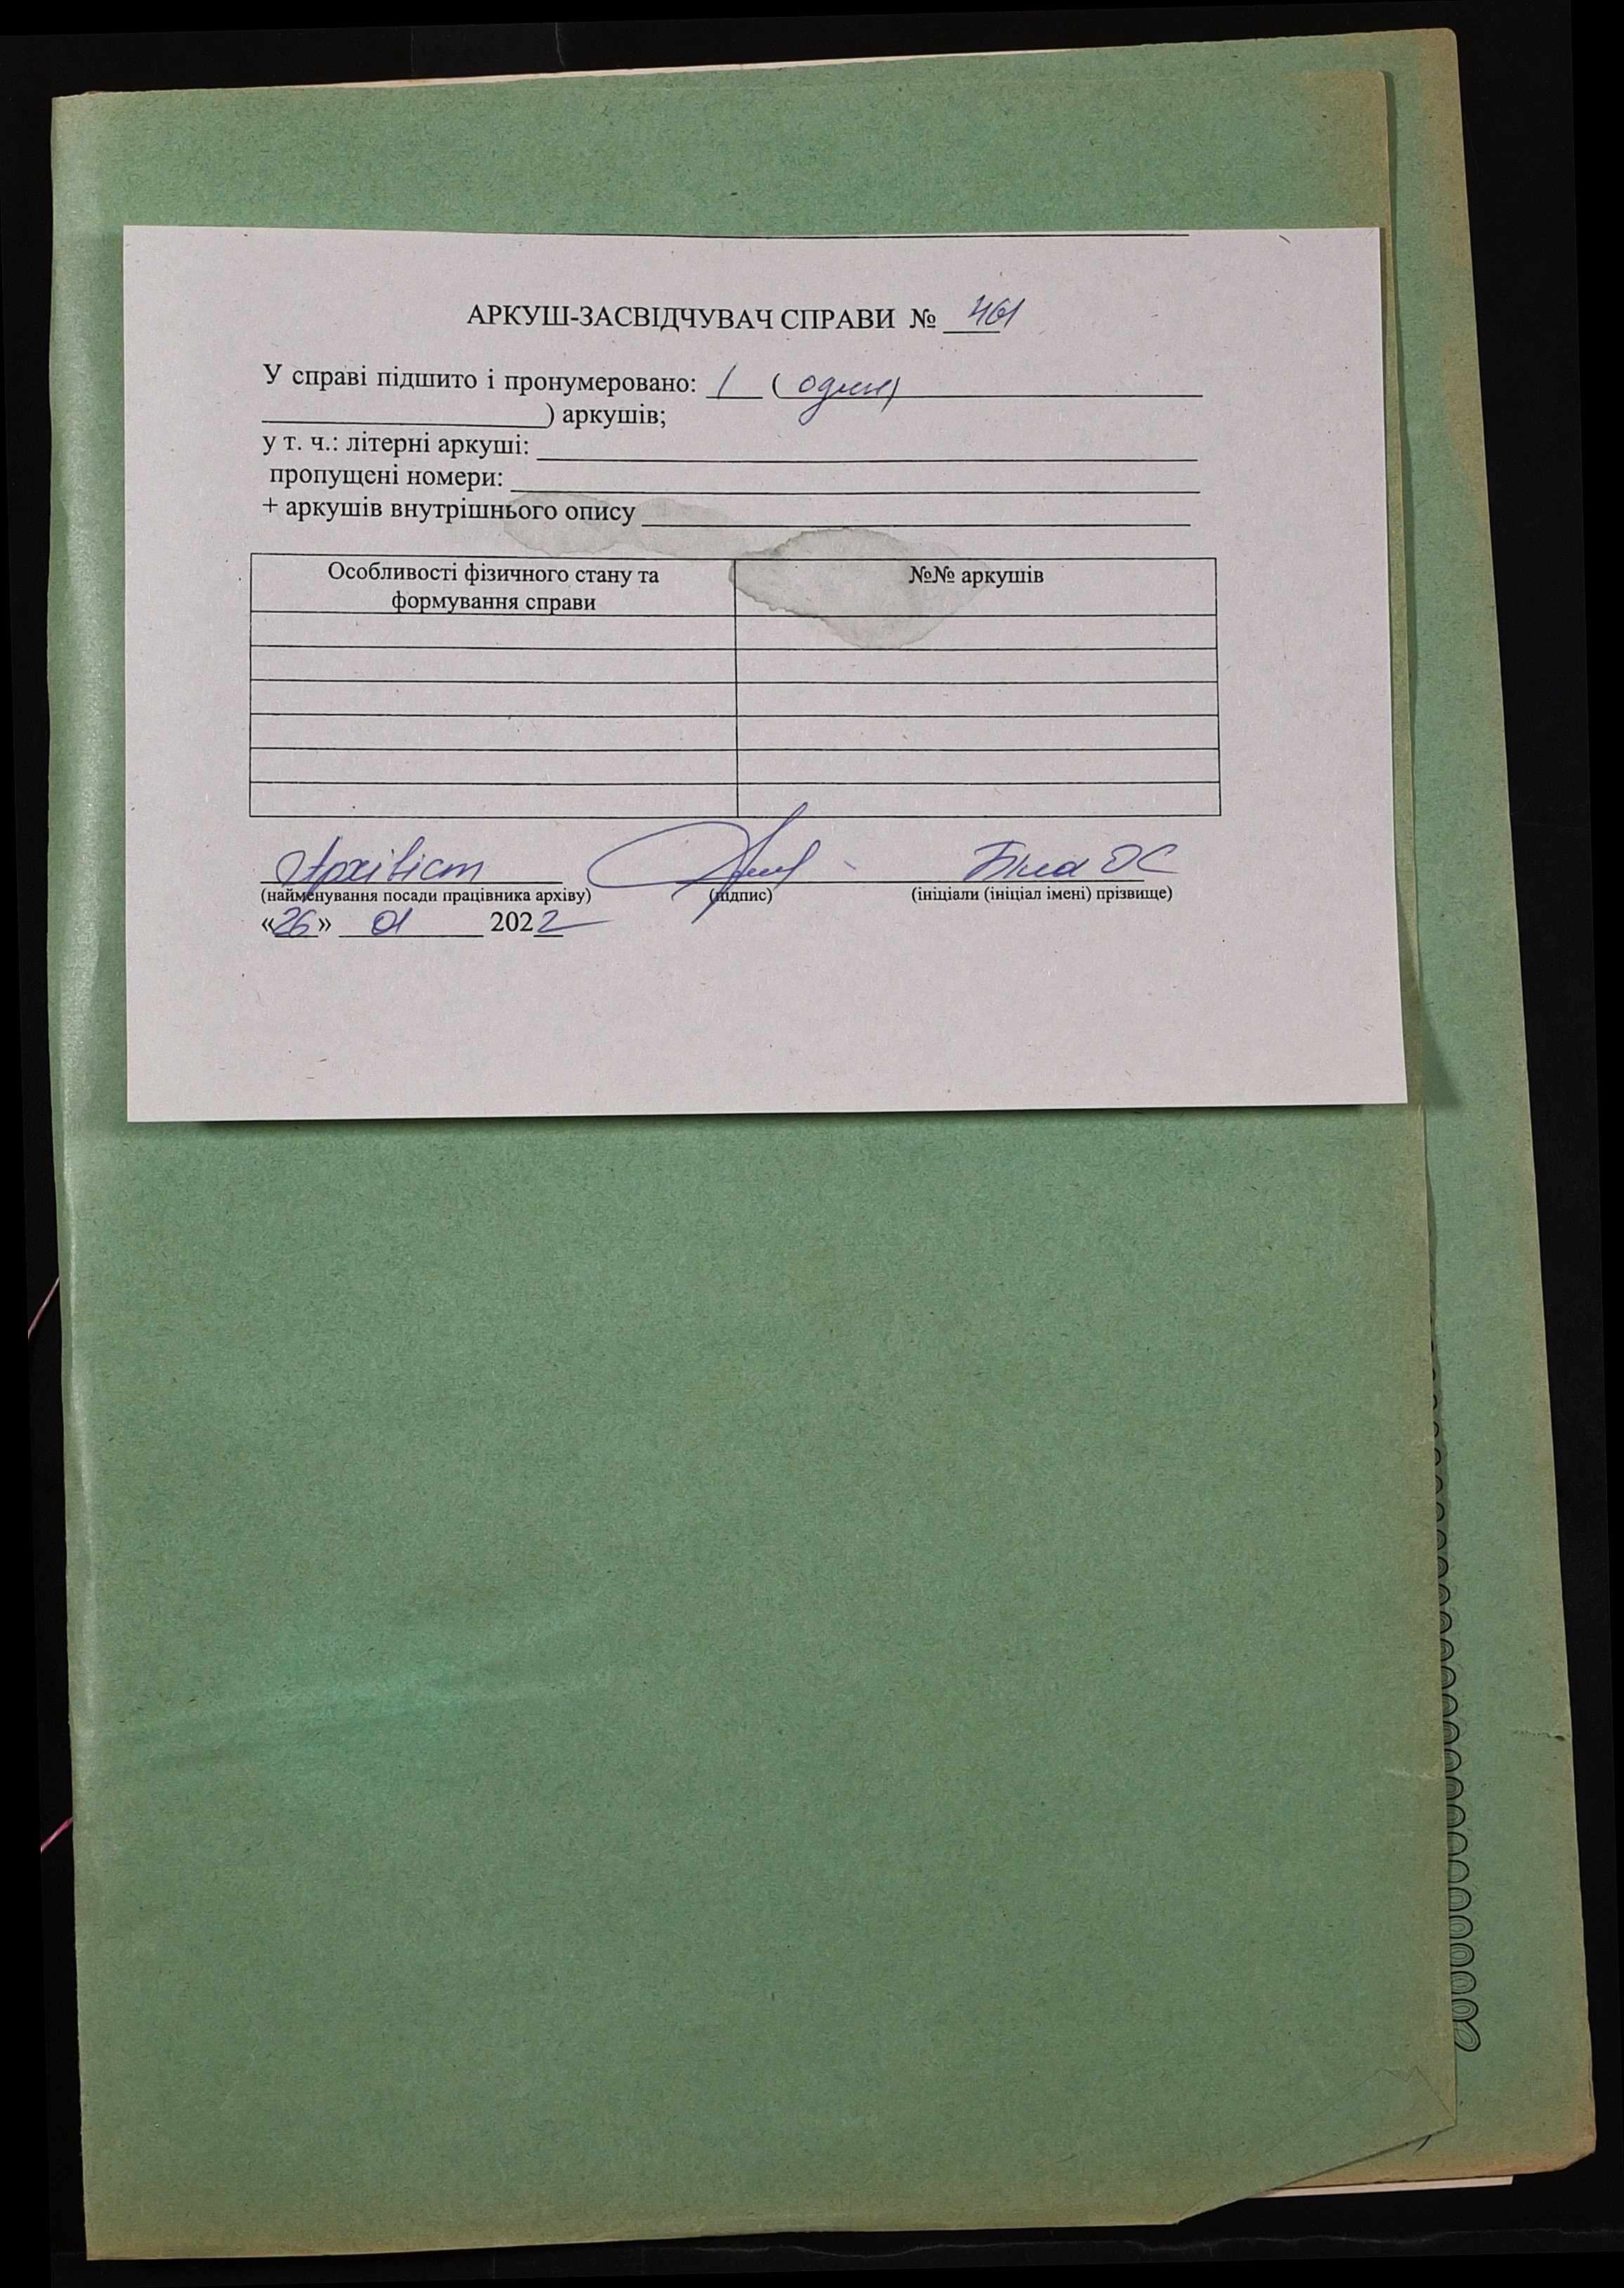 АРКУШ-ЗАСВІДЧУВАЧ СПРАВИ № 461
У справі підшито і пронумеровано: 1 ( один)
) аркушів;
у т. ч.: літерні аркуші:
пропущені номери:
+ аркушів внутрішнього опису
Особливості фізичного стану та формування справи
№№ аркушів
Архівіст Біла ОС
(найменування посади працівника архіву) (підпис) (ініціали (ініціал імені) прізвище)
«26» 01 2022